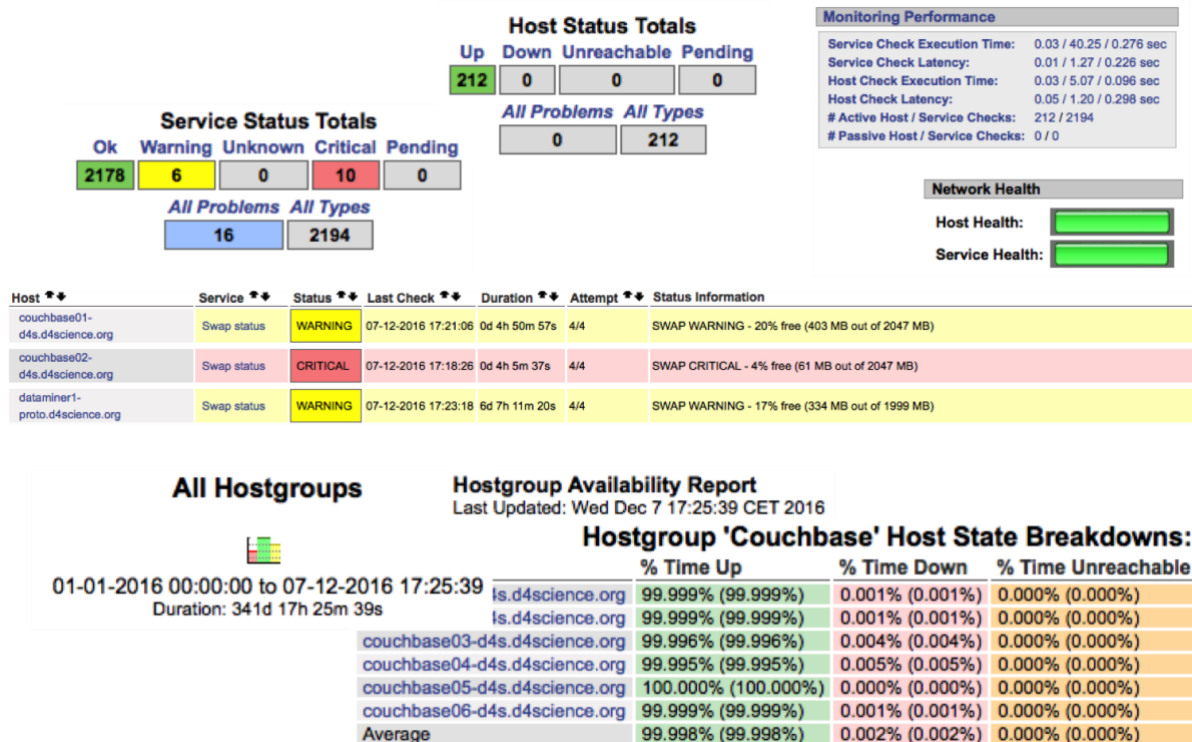 Host Status Totals
Up Down Unreachable Pending
212 0 0 0
All Problems All Types
0 212
Monitoring Performance
Service Check Execution Time: 0.03 / 40.25 / 0.276 sec
Service Check Latency: 0.01 / 1.27 / 0.226 sec
Host Check Execution Time: 0.03 / 5.07 / 0.096 sec
Host Check Latency: 0.05 / 1.20 / 0.298 sec
# Active Host / Service Checks: 212 / 2194
# Passive Host / Service Checks: 0 / 0
Service Status Totals
Ok Warning Unknown Critical Pending
2178 6 0 10 0
All Problems All Types
16 2194
Network Health
Host Health:
Service Health:
Host Service Status Last Check Duration Attempt Status Information
couchbase01-
d4s.d4science.org Swap status WARNING 07-12-2016 17:21:06 0d 4h 50m 57s 4/4 SWAP WARNING - 20% free (403 MB out of 2047 MB)
couchbase02-
d4s.d4science.org Swap status CRITICAL 07-12-2016 17:18:26 0d 4h 5m 37s 4/4 SWAP CRITICAL - 4% free (61 MB out of 2047 MB)
dataminer1-
proto.d4science.org Swap status WARNING 07-12-2016 17:23:18 6d 7h 11m 20s 4/4 SWAP WARNING - 17% free (334 MB out of 1999 MB)
All Hostgroups
01-01-2016 00:00:00 to 07-12-2016 17:25:39
Duration: 341d 17h 25m 39s
Hostgroup Availability Report
Last Updated: Wed Dec 7 17:25:39 CET 2016
Hostgroup 'Couchbase' Host State Breakdowns:
% Time Up % Time Down % Time Unreachable
4s.d4science.org 99.999% (99.999%) 0.001% (0.001%) 0.000% (0.000%)
4s.d4science.org 99.999% (99.999%) 0.001% (0.001%) 0.000% (0.000%)
couchbase03-d4s.d4science.org 99.996% (99.996%) 0.004% (0.004%) 0.000% (0.000%)
couchbase04-d4s.d4science.org 99.995% (99.995%) 0.005% (0.005%) 0.000% (0.000%)
couchbase05-d4s.d4science.org 100.000% (100.000%) 0.000% (0.000%) 0.000% (0.000%)
couchbase06-d4s.d4science.org 99.999% (99.999%) 0.001% (0.001%) 0.000% (0.000%)
Average 99.998% (99.998%) 0.002% (0.002%) 0.000% (0.000%)